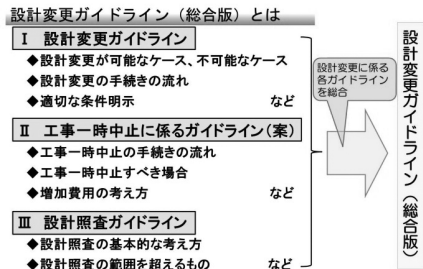 設計変更ガイドライン（総合版）とは
Ⅰ　設計変更ガイドライン
◆設計変更が可能なケース、不可能なケース
◆設計変更の手続きの流れ
◆適切な条件明示　など
Ⅱ　工事一時中止に係るガイドライン（案）
◆工事一時中止の手続きの流れ
◆工事一時中止すべき場合
◆増加費用の考え方　など
Ⅲ　設計照査ガイドライン
◆設計照査の基本的な考え方
◆設計照査の範囲を超えるもの　など
設計変更に係る
各ガイドライン
を総合
設計変更ガイドライン（総合版）